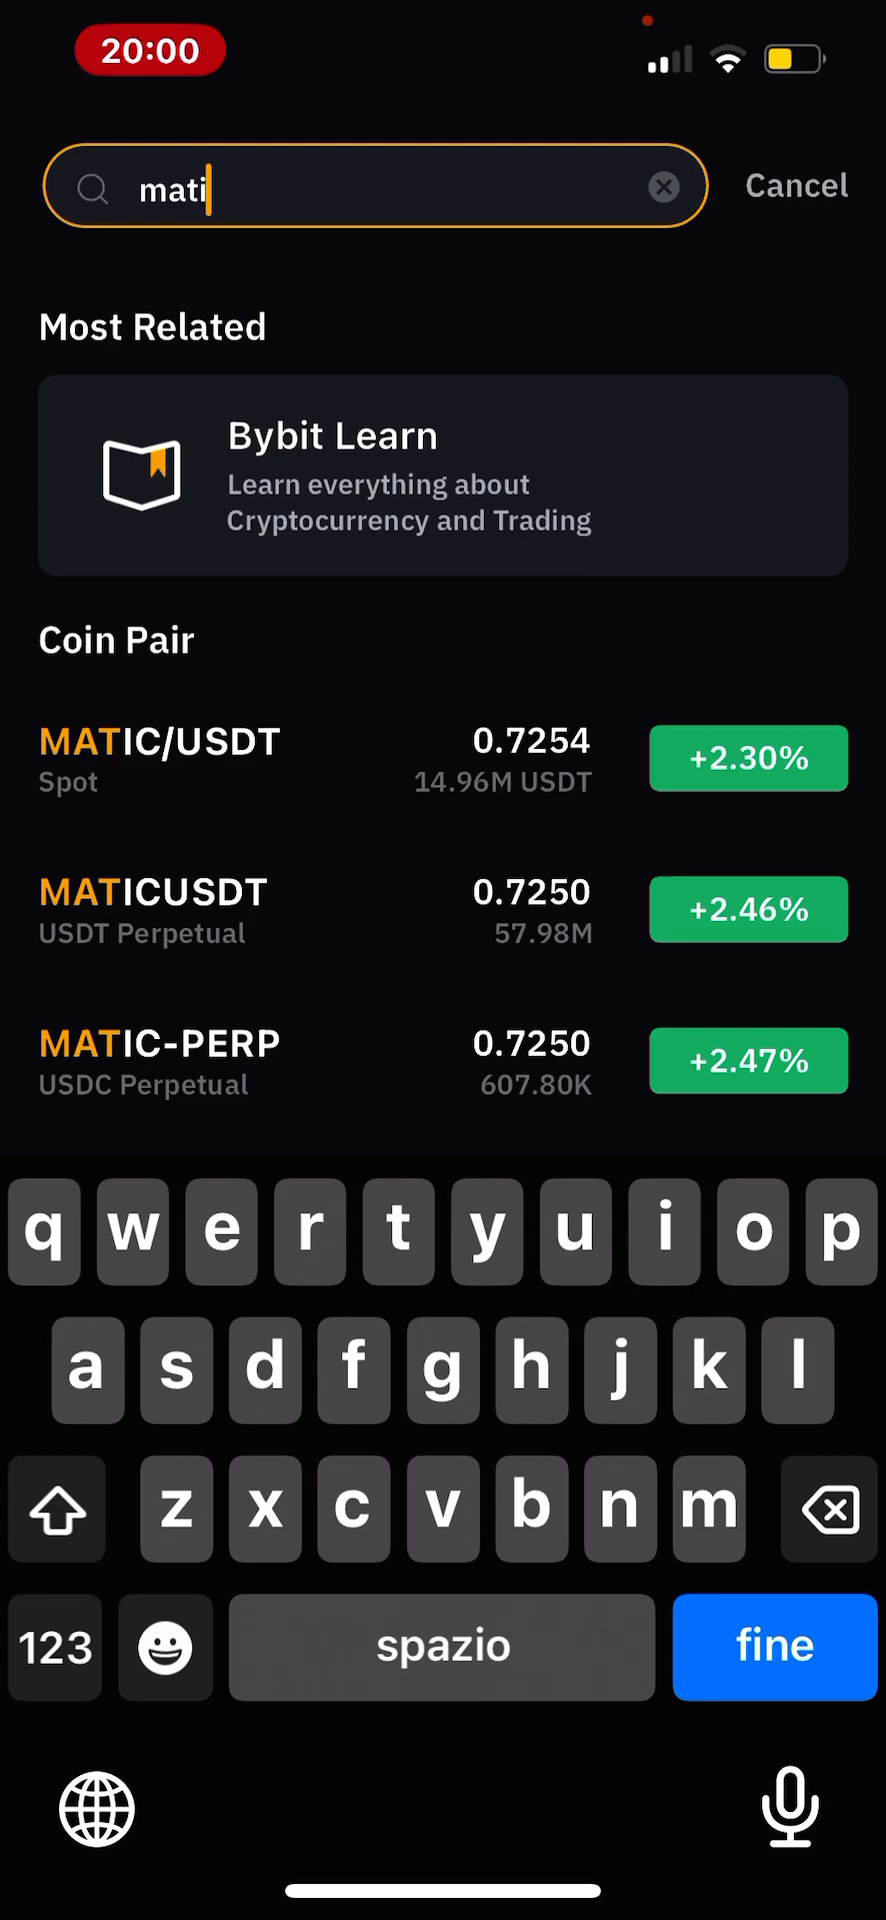 20:00
mati
Cancel
Most Related
Bybit Learn
Learn everything about
Cryptocurrency and Trading
Coin Pair
MATIC/USDT 0.7254 +2.30%
Spot 14.96M USDT
MATICUSDT 0.7250 +2.46%
USDT Perpetual 57.98M
MATIC-PERP 0.7250 +2.47%
USDC Perpetual 607.80K
q w e r t y u i o p
a s d f g h j k l
z x c v b n m
123 spazio fine